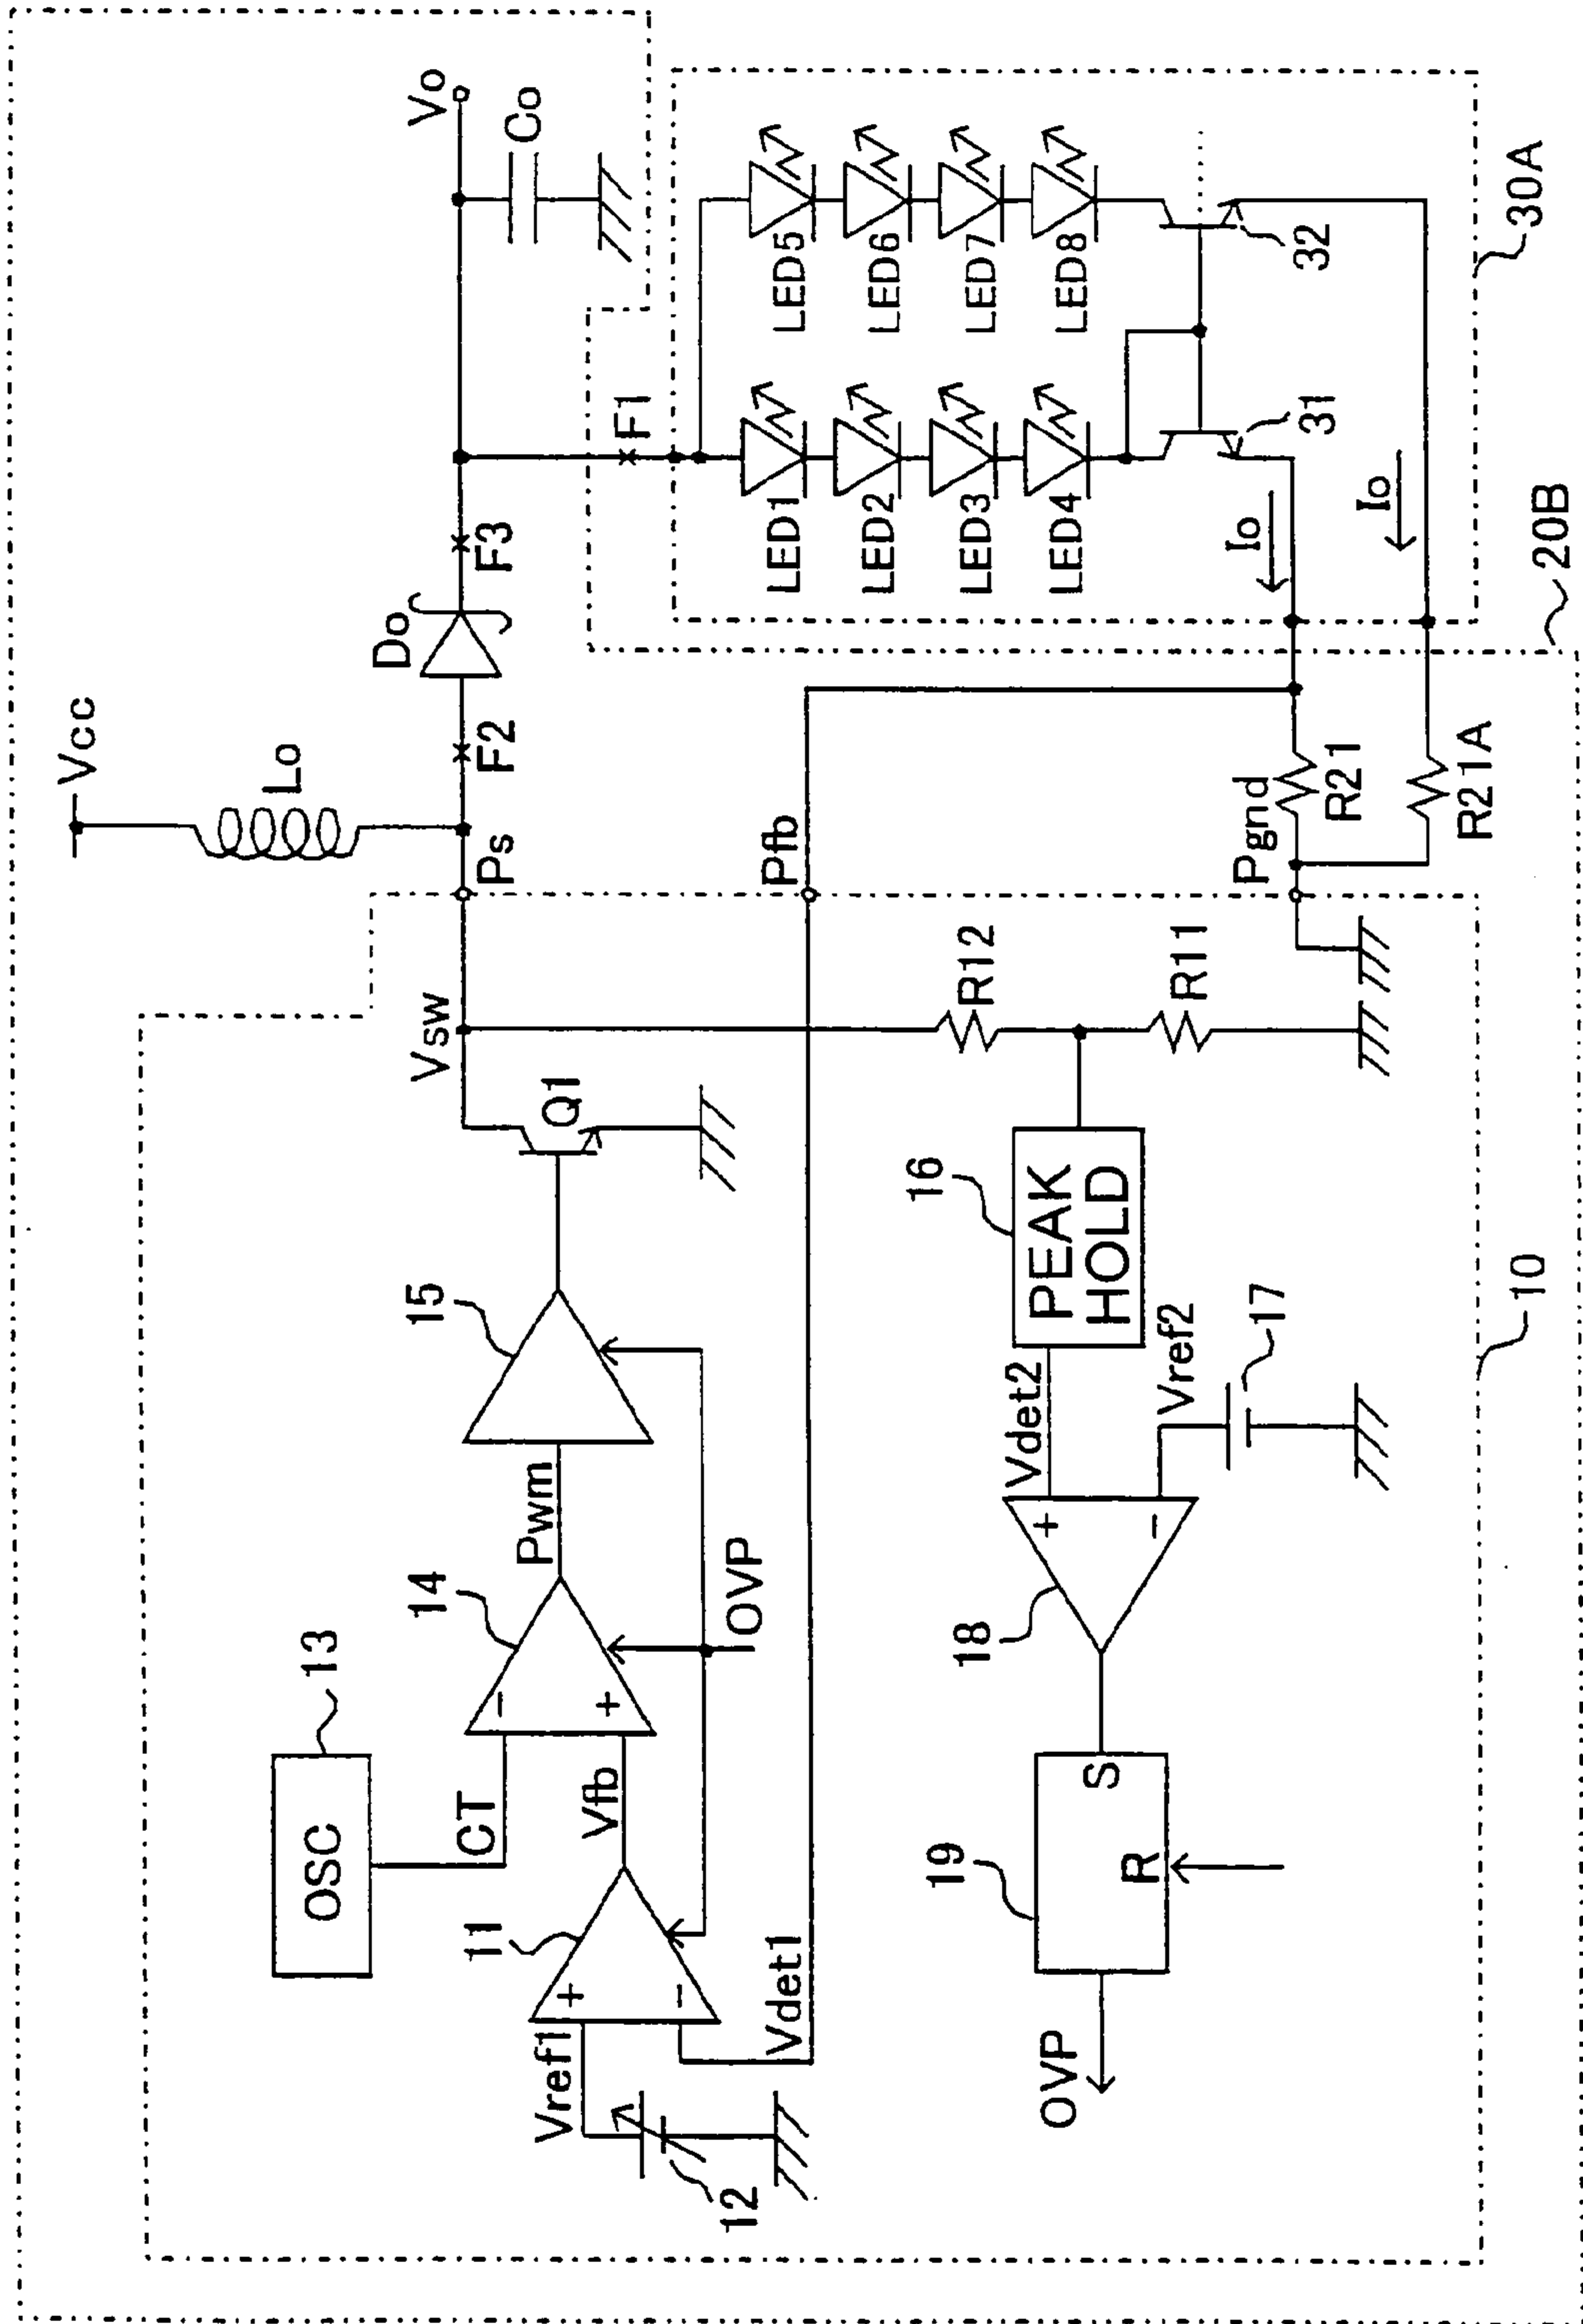 Vcc
Lo
Ps
F2
Do
F3
Vo
Co
F1
LED1
LED2
LED3
LED4
LED5
LED6
LED7
LED8
31
32
Io
Io
30A
20B
Pfb
Pgnd
R21
R21A
Vsw
Q1
R12
R11
OSC
13
CT
14
Pwm
15
Vref1
12
11
Vfb
OVP
Vdet1
16
PEAK
HOLD
Vdet2
Vref2
17
18
19
S
R
OVP
10
+
−
−
+
+
−